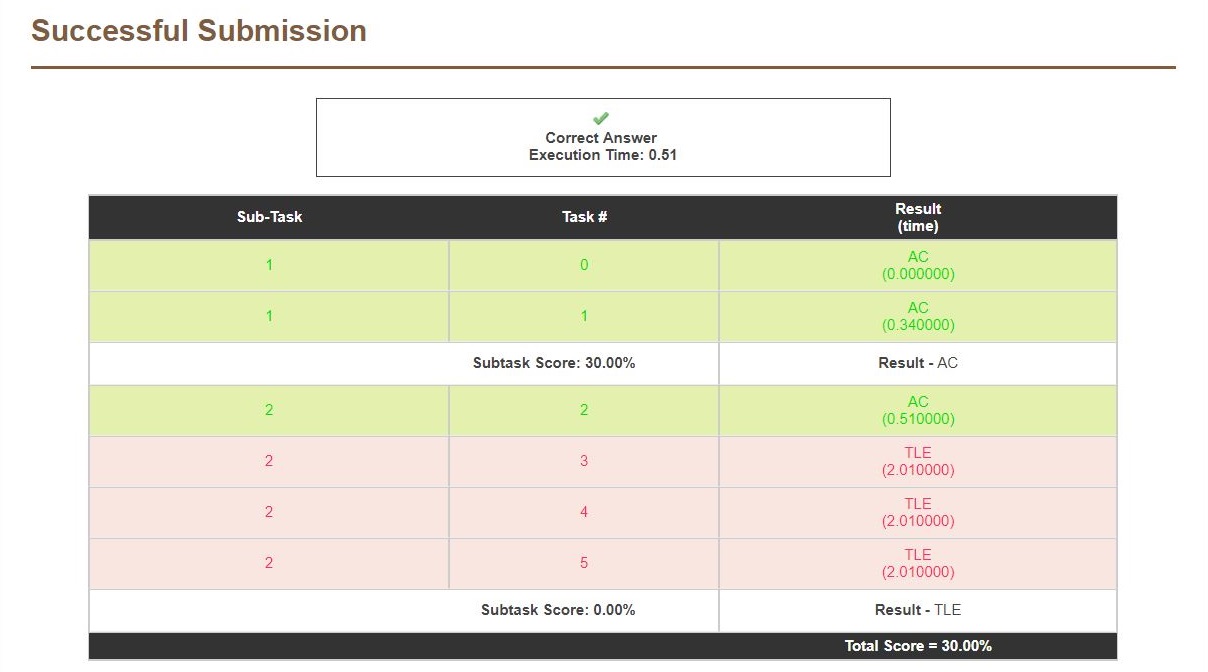 Successful Submission
Correct Answer
Execution Time: 0.51
Sub-Task Task # Result
(time)
1 0 AC
(0.000000)
1 1 AC
(0.340000)
Subtask Score: 30.00% Result - AC
2 2 AC
(0.510000)
2 3 TLE
(2.010000)
2 4 TLE
(2.010000)
2 5 TLE
(2.010000)
Subtask Score: 0.00% Result - TLE
Total Score = 30.00%